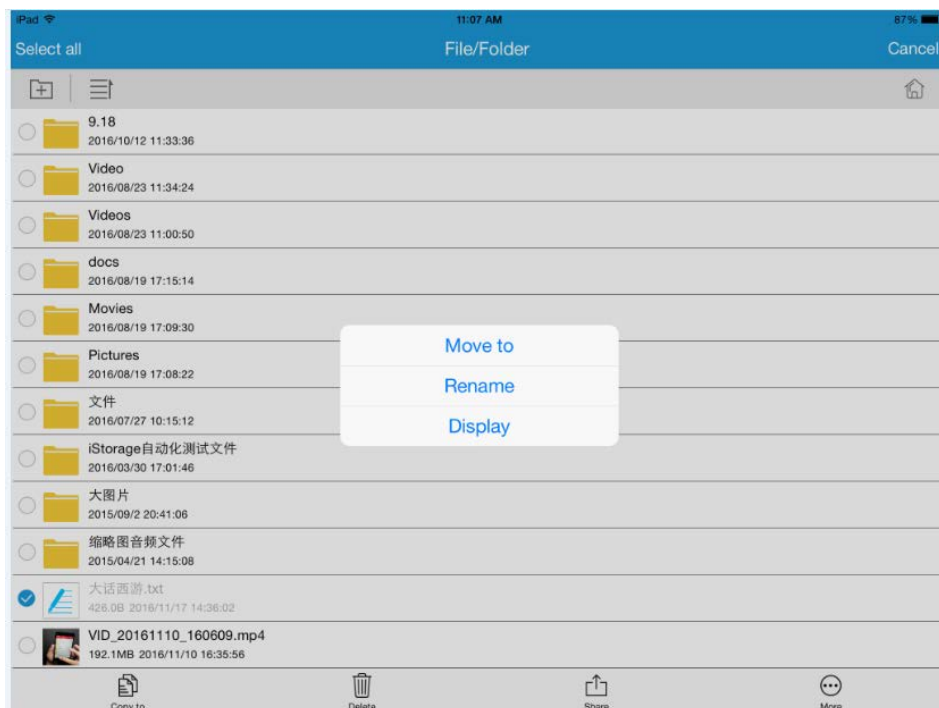 iPad 11:07 AM 87%
Select all File/Folder Cancel
9.18
2016/10/12 11:33:36
Video
2016/08/23 11:34:24
Videos
2016/08/23 11:00:50
docs
2016/08/19 17:15:14
Movies
2016/08/19 17:09:30
Pictures
2016/08/19 17:08:22
文件
2016/07/27 10:15:12
iStorage自动化测试文件
2016/03/30 17:01:46
大图片
2015/09/2 20:41:06
缩略图音频文件
2015/04/21 14:15:08
大话西游.txt
426.0B 2016/11/17 14:36:02
VID_20161110_160609.mp4
192.1MB 2016/11/10 16:35:56
Move to
Rename
Display
Copy to Delete Share More